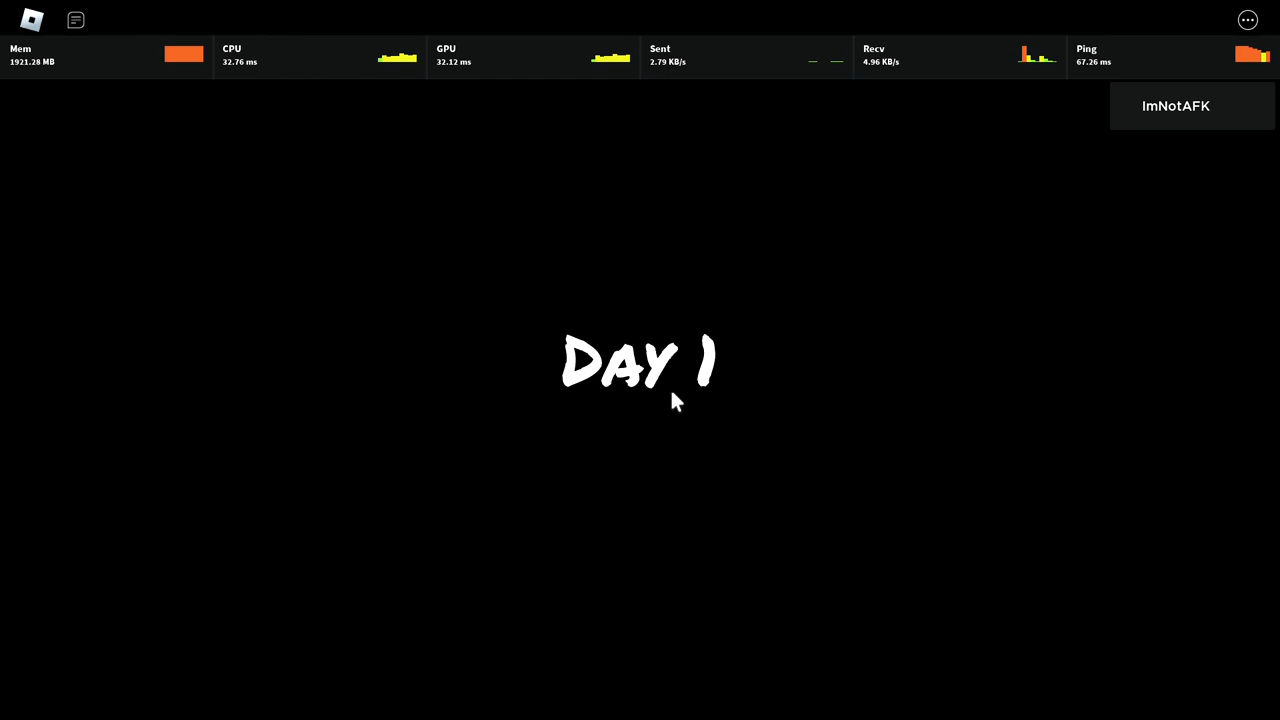 Mem CPU GPU Sent Recv Ping
1921.28 MB 32.76 ms 32.12 ms 2.79 KB/s 4.96 KB/s 67.26 ms
ImNotAFK
Day 1